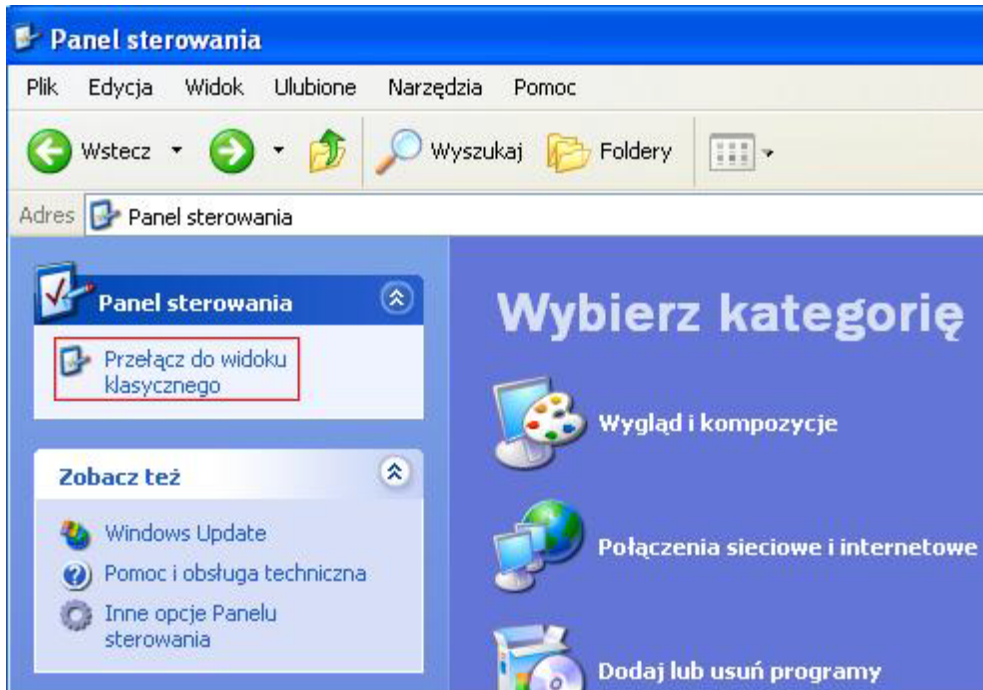 Panel sterowania
Plik Edycja Widok Ulubione Narzędzia Pomoc
Wstecz Wyszukaj Foldery
Adres Panel sterowania
Panel sterowania
Przełącz do widoku
klasycznego
Zobacz też
Windows Update
Pomoc i obsługa techniczna
Inne opcje Panelu
sterowania
Wybierz kategorię
Wygląd i kompozycje
Połączenia sieciowe i internetowe
Dodaj lub usuń programy